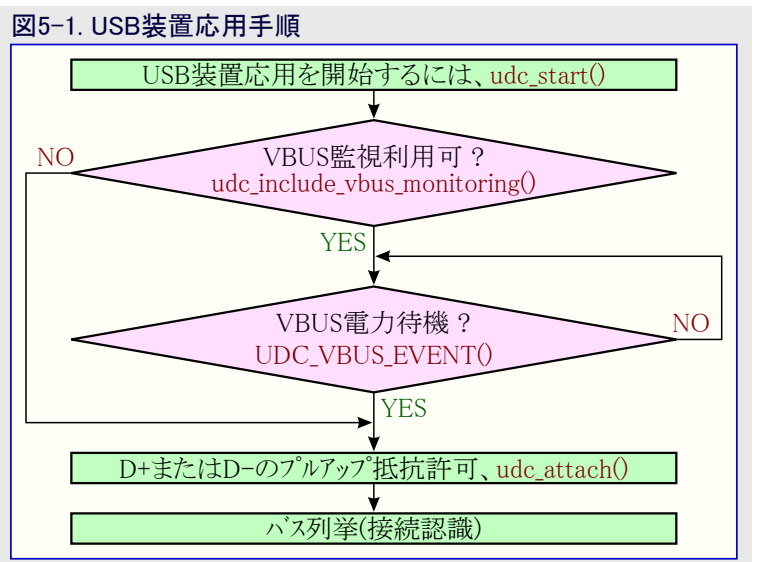 図5-1. USB装置応用手順
USB装置応用を開始するには、udc_start()
VBUS監視利用可？
udc_include_vbus_monitoring()
NO
YES
VBUS電力待機？
UDC_VBUS_EVENT()
NO
YES
D+またはD-のﾌﾟﾙｱｯﾌﾟ抵抗許可、udc_attach()
ﾊﾞｽ列挙(接続認識)